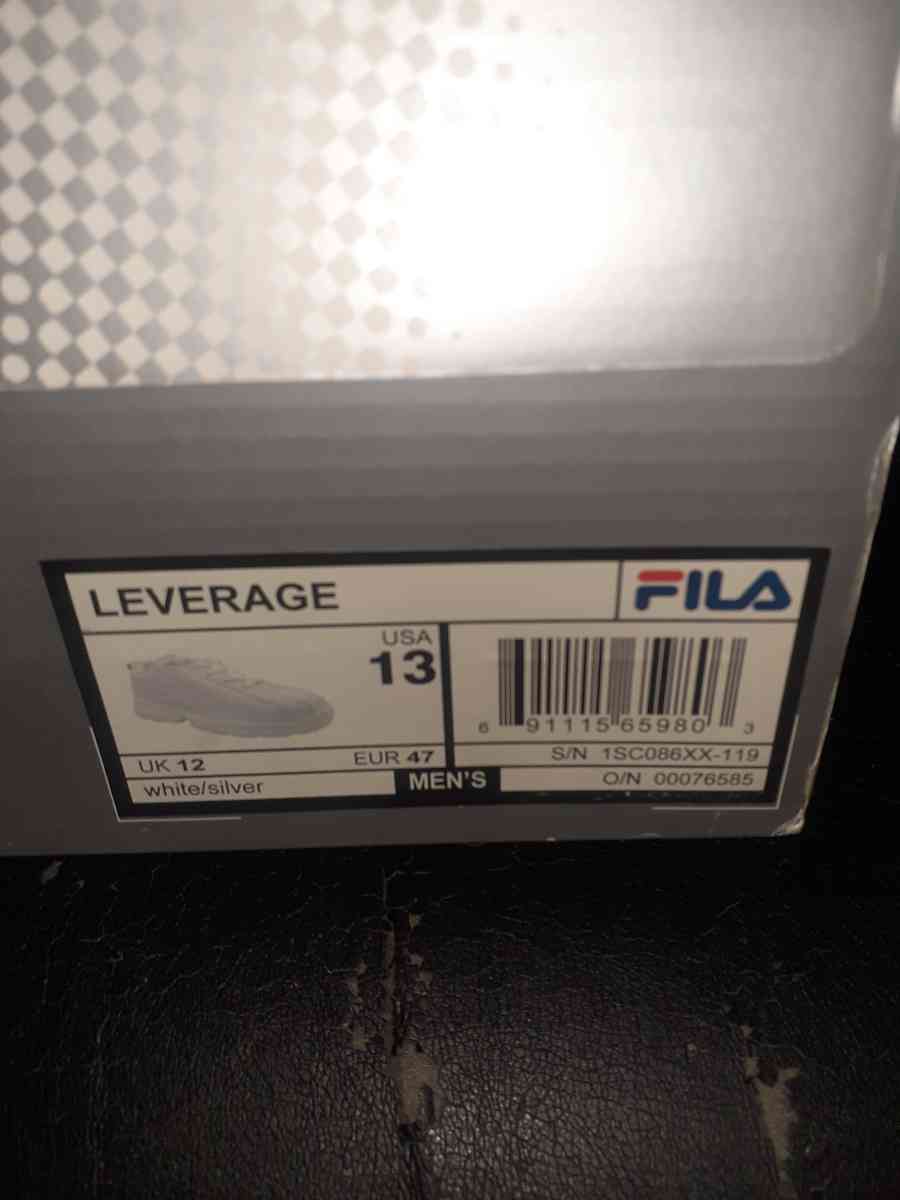 LEVERAGE
FILA
USA
13
6 91115 65980 3
UK 12
EUR 47
S/N 1SC086XX-119
white/silver
MEN'S
O/N 00076585